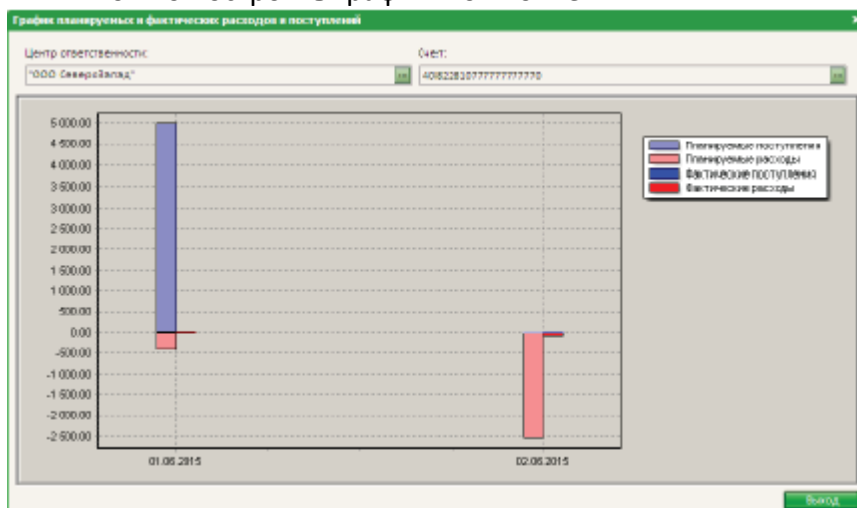 График планируемых и фактических расходов и поступлений
Центр ответственности: Счет:
"ООО СевероЗапад"
5 000.00
4 500.00
4 000.00
3 500.00
3 000.00
2 500.00
2 000.00
1 500.00
1 000.00
500.00
0.00
-500.00
-1 000.00
-1 500.00
-2 000.00
-2 500.00
Планируемые поступления
Планируемые расходы
Фактические поступления
Фактические расходы
01.06.2015 02.06.2015
Выход